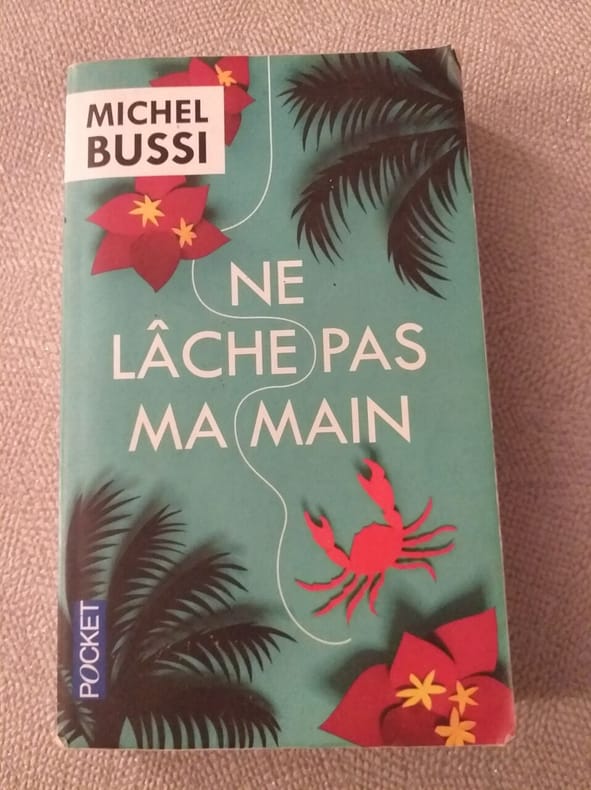 MICHEL
BUSSI
NE
LÂCHE PAS
MA MAIN
POCKET